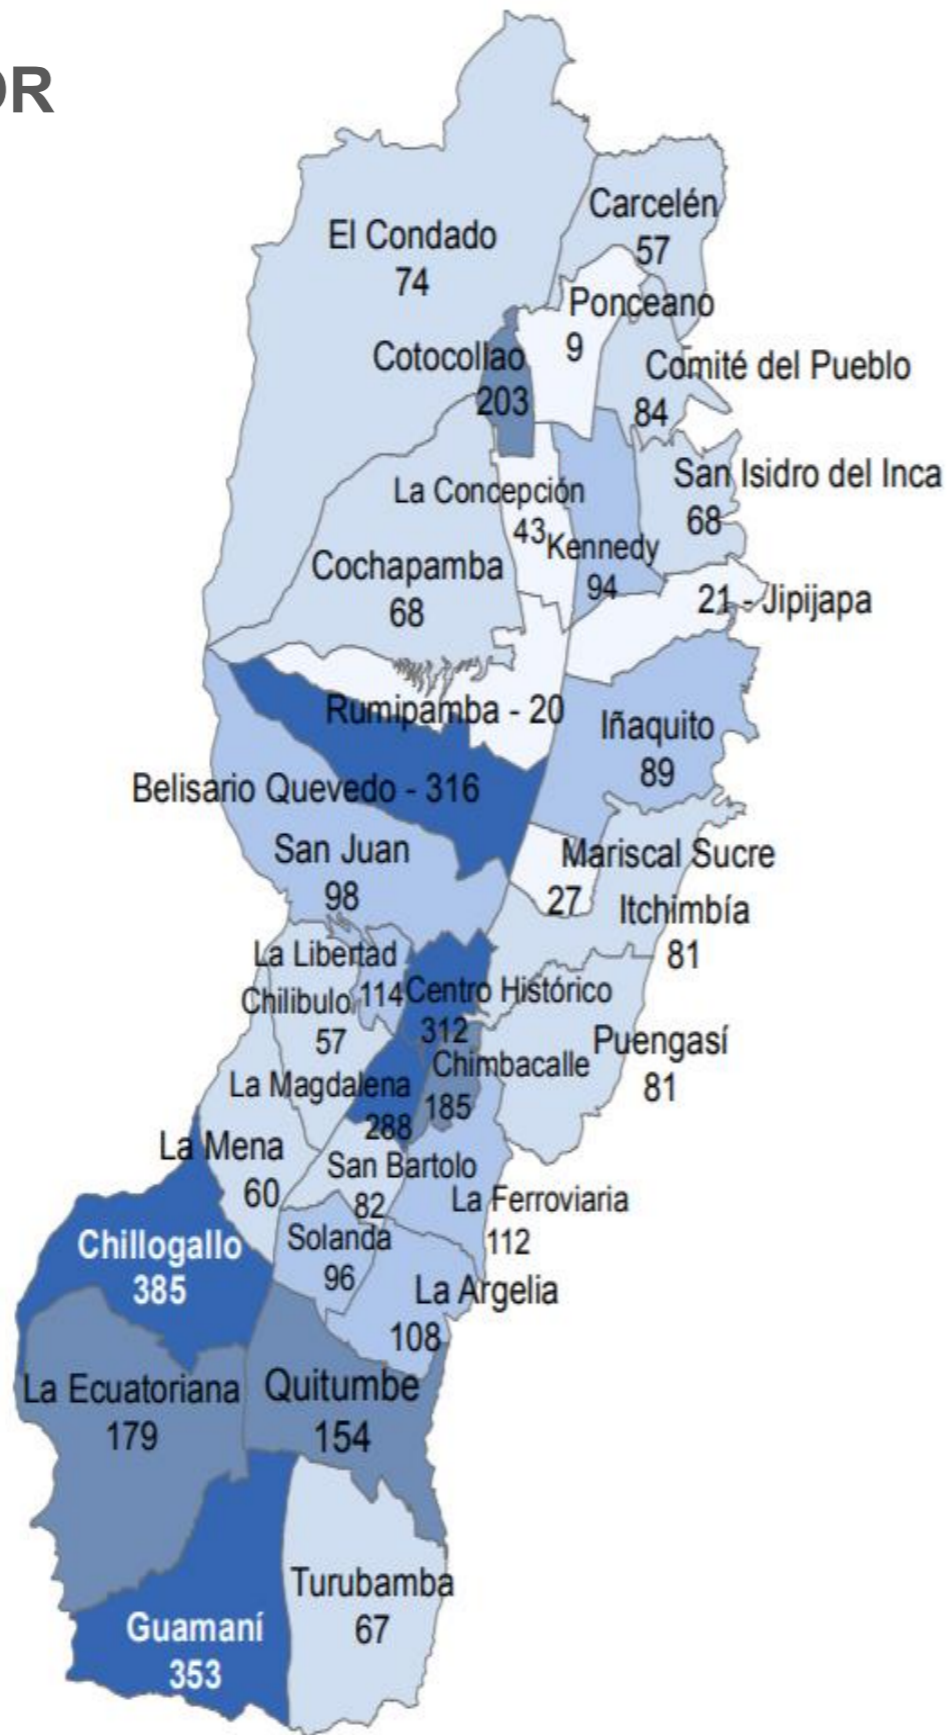 OR
El Condado
74
Carcelén
57
Ponceano
9
Cotocollao
203
Comité del Pueblo
84
La Concepción
43
San Isidro del Inca
68
Kennedy
94
Cochapamba
68
21 - Jipijapa
Rumipamba - 20
Iñaquito
89
Belisario Quevedo - 316
San Juan
98
Mariscal Sucre
27
Itchimbía
81
La Libertad
114
Centro Histórico
312
Chilibulo
57
Puengasí
81
Chimbacalle
185
La Magdalena
288
La Mena
60
San Bartolo
82
La Ferroviaria
112
Chillogallo
385
Solanda
96
La Argelia
108
La Ecuatoriana
179
Quitumbe
154
Turubamba
67
Guamaní
353